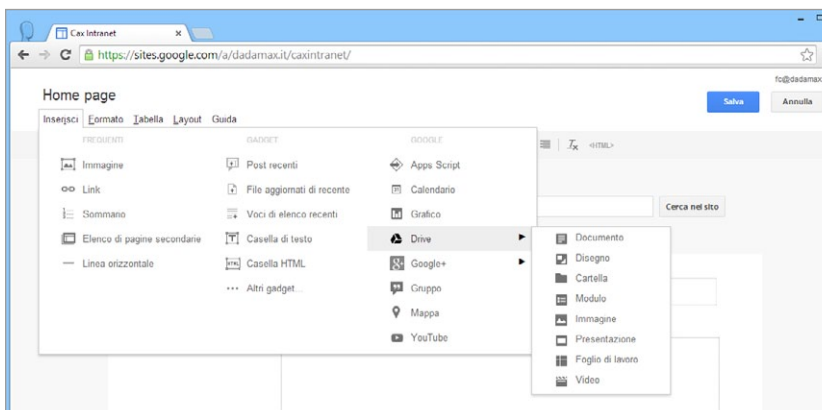 Cax Intranet
https://sites.google.com/a/dadamax.it/caxintranet/
fc@dadamax
Home page
Salva
Annulla
Inserisci Formato Tabella Layout Guida
FREQUENTI
Immagine
Link
Sommario
Elenco di pagine secondarie
Linea orizzontale
GADGET
Post recenti
File aggiornati di recente
Voci di elenco recenti
Casella di testo
Casella HTML
Altri gadget...
GOOGLE
Apps Script
Calendario
Grafico
Drive
Google+
Gruppo
Mappa
YouTube
Documento
Disegno
Cartella
Modulo
Immagine
Presentazione
Foglio di lavoro
Video
<HTML>
Cerca nel sito